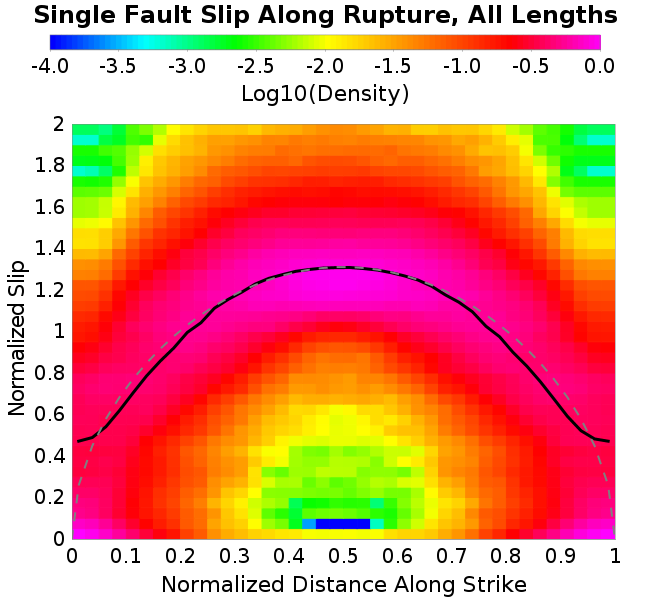 Single Fault Slip Along Rupture, All Lengths
-4.0 -3.5 -3.0 -2.5 -2.0 -1.5 -1.0 -0.5 0.0
Log10(Density)
2
1.8
1.6
1.4
1.2
1
0.8
0.6
0.4
0.2
0
Normalized Slip
0 0.1 0.2 0.3 0.4 0.5 0.6 0.7 0.8 0.9 1
Normalized Distance Along Strike